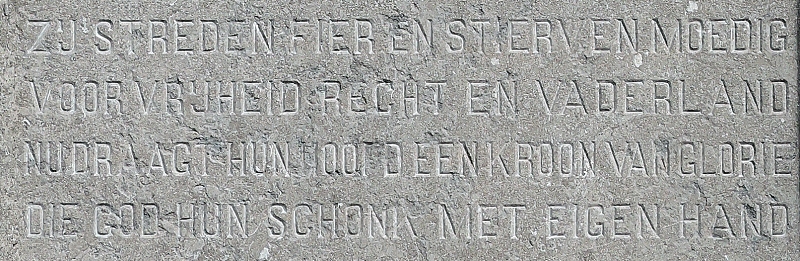 ZIJ STREDEN FIER EN STIERVEN MOEDIG
VOOR VRIJHEID RECHT EN VADERLAND
NU DRAAGT HUN HOOFD EEN KROON VAN GLORIE
DIE GOD HUN SCHONK MET EIGEN HAND